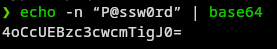 ❯ echo -n “P@ssw0rd” | base64
4oCcUEBzc3cwcmTigJ0=